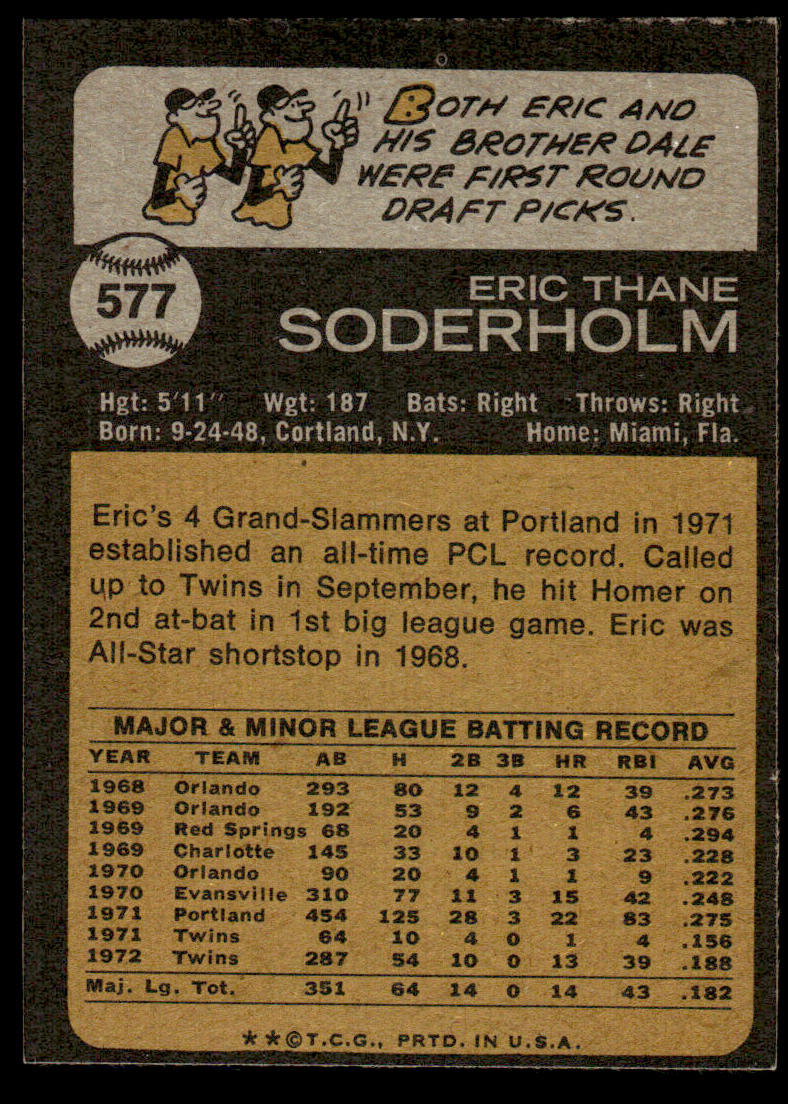 BOTH ERIC AND
HIS BROTHER DALE
WERE FIRST ROUND
DRAFT PICKS.
577
ERIC THANE
SODERHOLM
Hgt: 5'11" Wgt: 187 Bats: Right Throws: Right
Born: 9-24-48, Cortland, N.Y. Home: Miami, Fla.
Eric's 4 Grand-Slammers at Portland in 1971
established an all-time PCL record. Called
up to Twins in September, he hit Homer on
2nd at-bat in 1st big league game. Eric was
All-Star shortstop in 1968.
MAJOR & MINOR LEAGUE BATTING RECORD
YEAR TEAM AB H 2B 3B HR RBI AVG
1968 Orlando 293 80 12 4 12 39 .273
1969 Orlando 192 53 9 2 6 43 .276
1969 Red Springs 68 20 4 1 1 4 .294
1969 Charlotte 145 33 10 1 3 23 .228
1970 Orlando 90 20 4 1 1 9 .222
1970 Evansville 310 77 11 3 15 42 .248
1971 Portland 454 125 28 3 22 83 .275
1971 Twins 64 10 4 0 1 4 .156
1972 Twins 287 54 10 0 13 39 .188
Maj. Lg. Tot. 351 64 14 0 14 43 .182
**©T.C.G., PRTD. IN U.S.A.